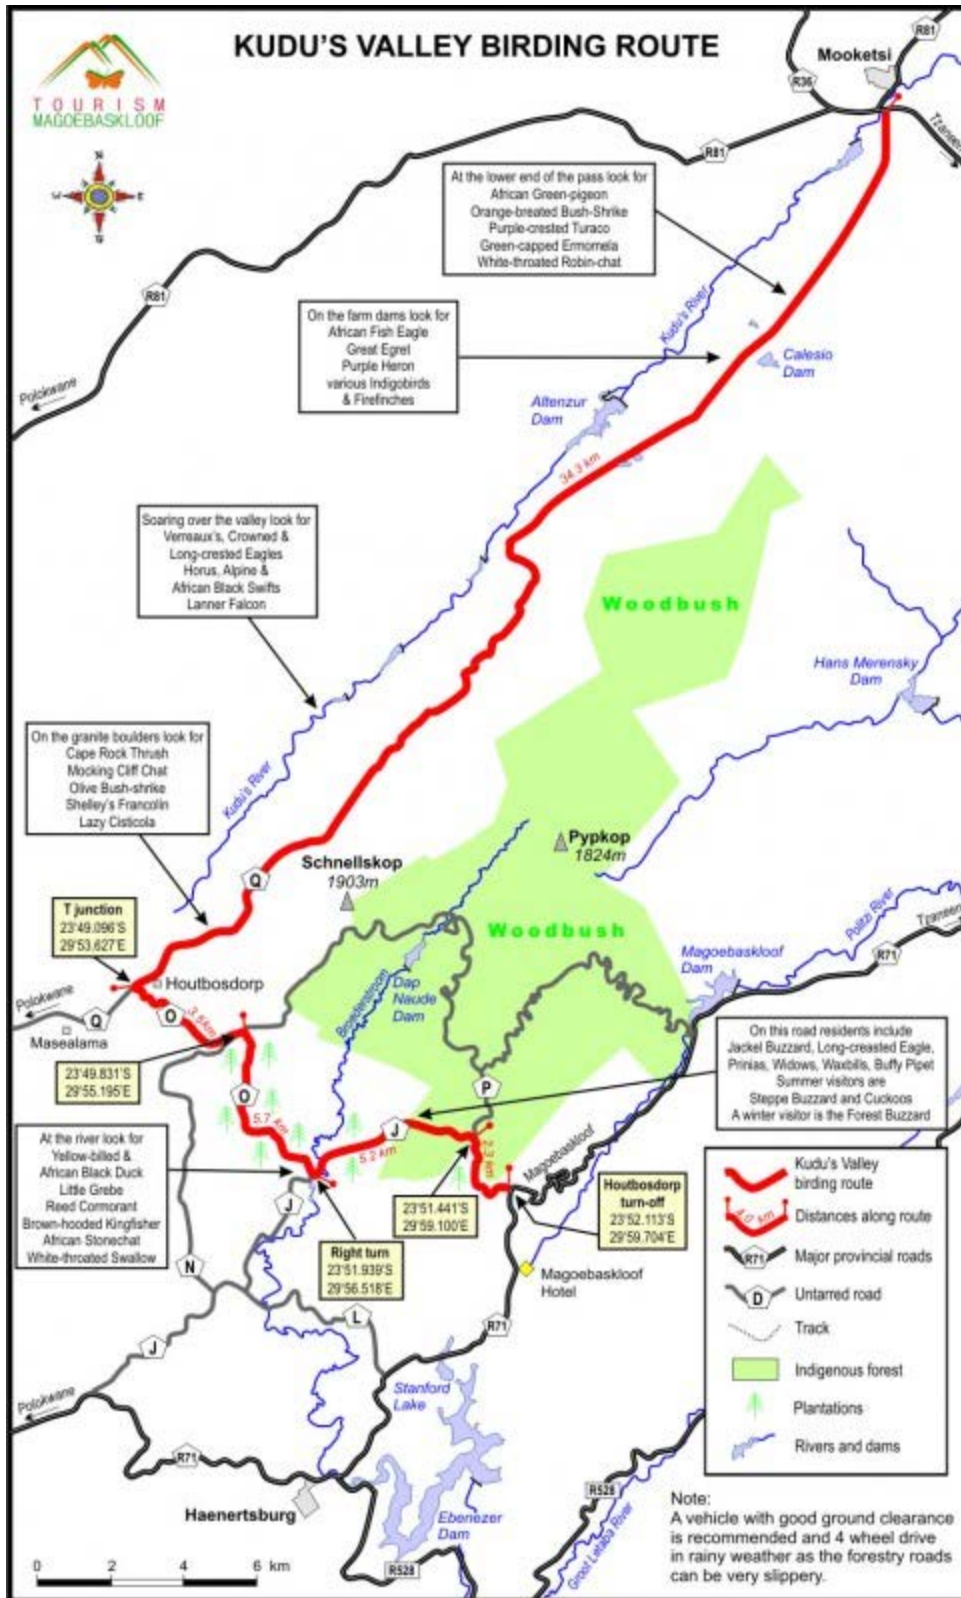 KUDU'S VALLEY BIRDING ROUTE
TOURISM
MAGOEBASKLOOF
Mooketsi
R81
R36
R81
Tzaneen
At the lower end of the pass look for
African Green-pigeon
Orange-breated Bush-Shrike
Purple-crested Turaco
Green-capped Ermomela
White-throated Robin-chat
R81
Kudu's River
On the farm dams look for
African Fish Eagle
Great Egret
Purple Heron
various Indigobirds
& Firefinches
Calesio
Dam
Polokwane
Altenzur
Dam
34.3 km
Soaring over the valley look for
Verreaux's, Crowned &
Long-crested Eagles
Horus, Alpine &
African Black Swifts
Lanner Falcon
Woodbush
Hans Merensky
Dam
On the granite boulders look for
Cape Rock Thrush
Mocking Cliff Chat
Olive Bush-shrike
Shelley's Francolin
Lazy Cisticola
Kudu's River
Pypkop
1824m
Schnellskop
1903m
Q
T junction
23°49.096'S
29°53.627'E
Woodbush
Politzi River
Tzaneen
R71
Magoebaskloof
Dam
Houtbosdorp
Polokwane
Q
Masealama
O
3.5km
Broederstroom
Dap
Naude
Dam
On this road residents include
Jackel Buzzard, Long-creasted Eagle,
Prinias, Widows, Waxbills, Buffy Pipet
Summer visitors are
Steppe Buzzard and Cuckoos
A winter visitor is the Forest Buzzard
23°49.831'S
29°55.195'E
P
O
5.7 km
J
5.2 km
2.3 km
Magoebaskloof
At the river look for
Yellow-billed &
African Black Duck
Little Grebe
Reed Cormorant
Brown-hooded Kingfisher
African Stonechat
White-throated Swallow
J
23°51.441'S
29°59.100'E
Houtbosdorp
turn-off
23°52.113'S
29°59.704'E
Right turn
23°51.939'S
29°56.518'E
N
Magoebaskloof
Hotel
L
R71
J
Stanford
Lake
Polokwane
R71
Haenertsburg
Ebenezer
Dam
R528
R528
Groot Letaba River
Kudu's Valley
birding route
4.0 km
Distances along route
R71
Major provincial roads
D
Untarred road
Track
Indigenous forest
Plantations
Rivers and dams
Note:
A vehicle with good ground clearance
is recommended and 4 wheel drive
in rainy weather as the forestry roads
can be very slippery.
0 2 4 6 km